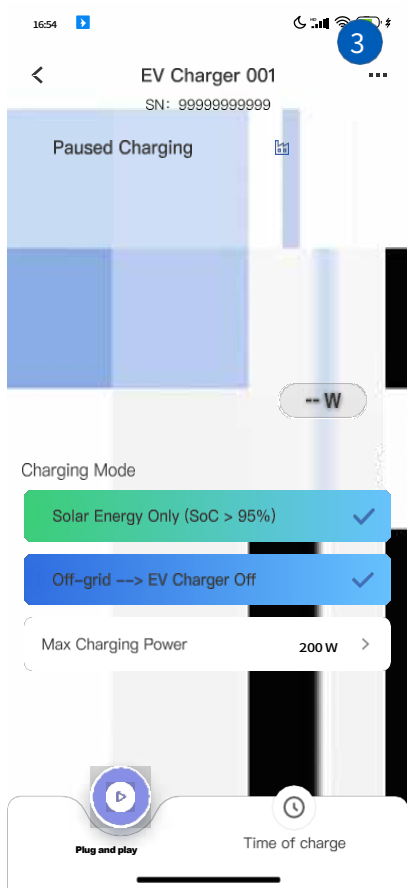 16:54
3
EV Charger 001
SN: 99999999999
Paused Charging
-- W
Charging Mode
Solar Energy Only (SoC > 95%)
Off-grid --> EV Charger Off
Max Charging Power 200 W
Plug and play
Time of charge